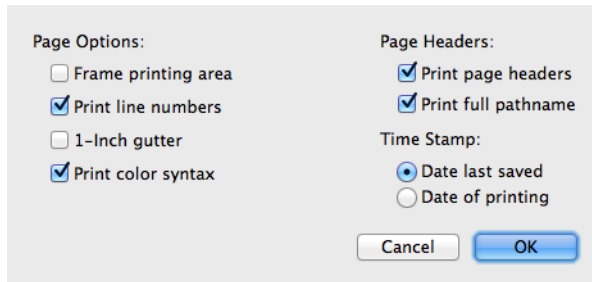 Page Options:
Frame printing area
Print line numbers
1-Inch gutter
Print color syntax
Page Headers:
Print page headers
Print full pathname
Time Stamp:
Date last saved
Date of printing
Cancel
OK